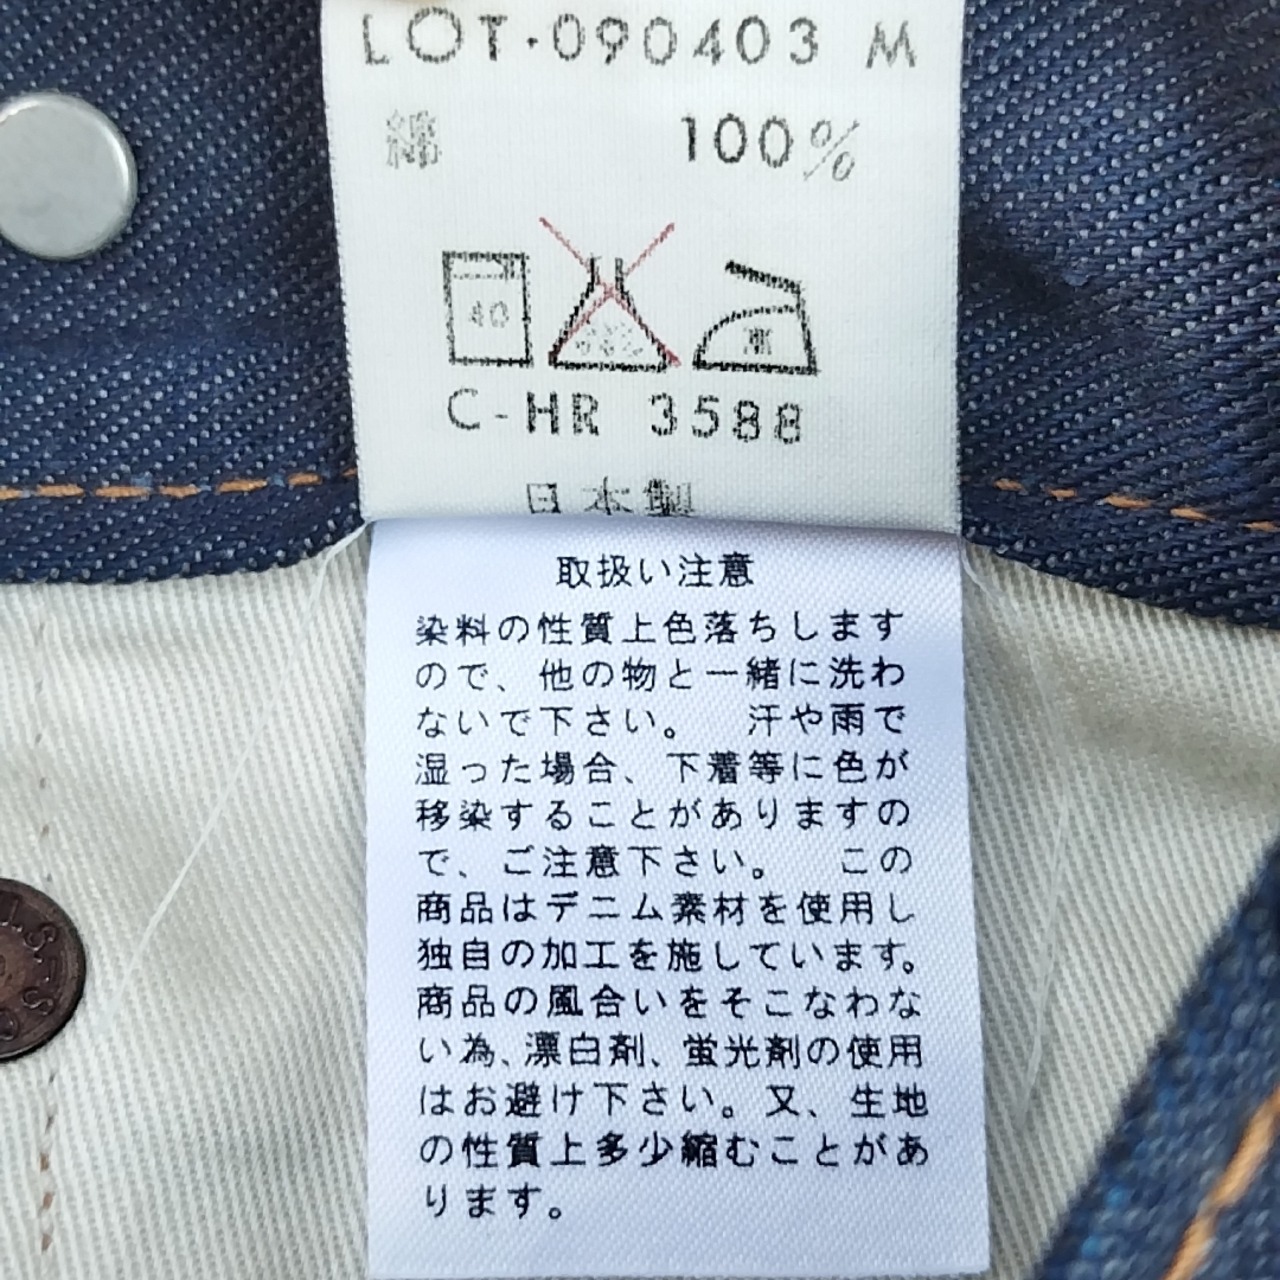 LOT・090403 M
綿 100%
40
C-HR 3588
日本製
取扱い注意
染料の性質上色落ちします
ので、他の物と一緒に洗わ
ないで下さい。　汗や雨で
湿った場合、下着等に色が
移染することがありますの
で、ご注意下さい。　この
商品はデニム素材を使用し
独自の加工を施しています。
商品の風合いをそこなわな
い為、漂白剤、蛍光剤の使用
はお避け下さい。又、生地
の性質上多少縮むことがあ
ります。